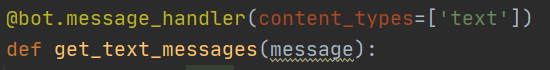 @bot.message_handler(content_types=['text'])
def get_text_messages(message):